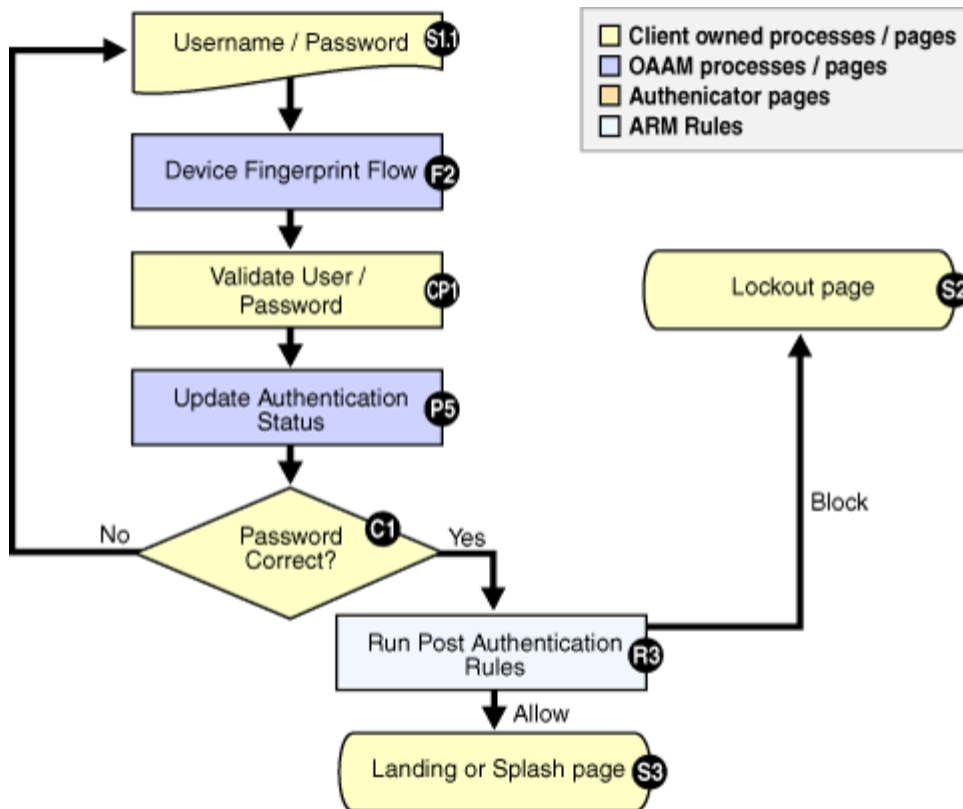 Username / Password S1.1
Client owned processes / pages
OAAM processes / pages
Authenicator pages
ARM Rules
Device Fingerprint Flow F2
Validate User /
Password
CP1
Lockout page S2
Update Authentication
Status
P5
Password
Correct?
C1
No
Yes
Block
Run Post Authentication
Rules
R3
Allow
Landing or Splash page S3